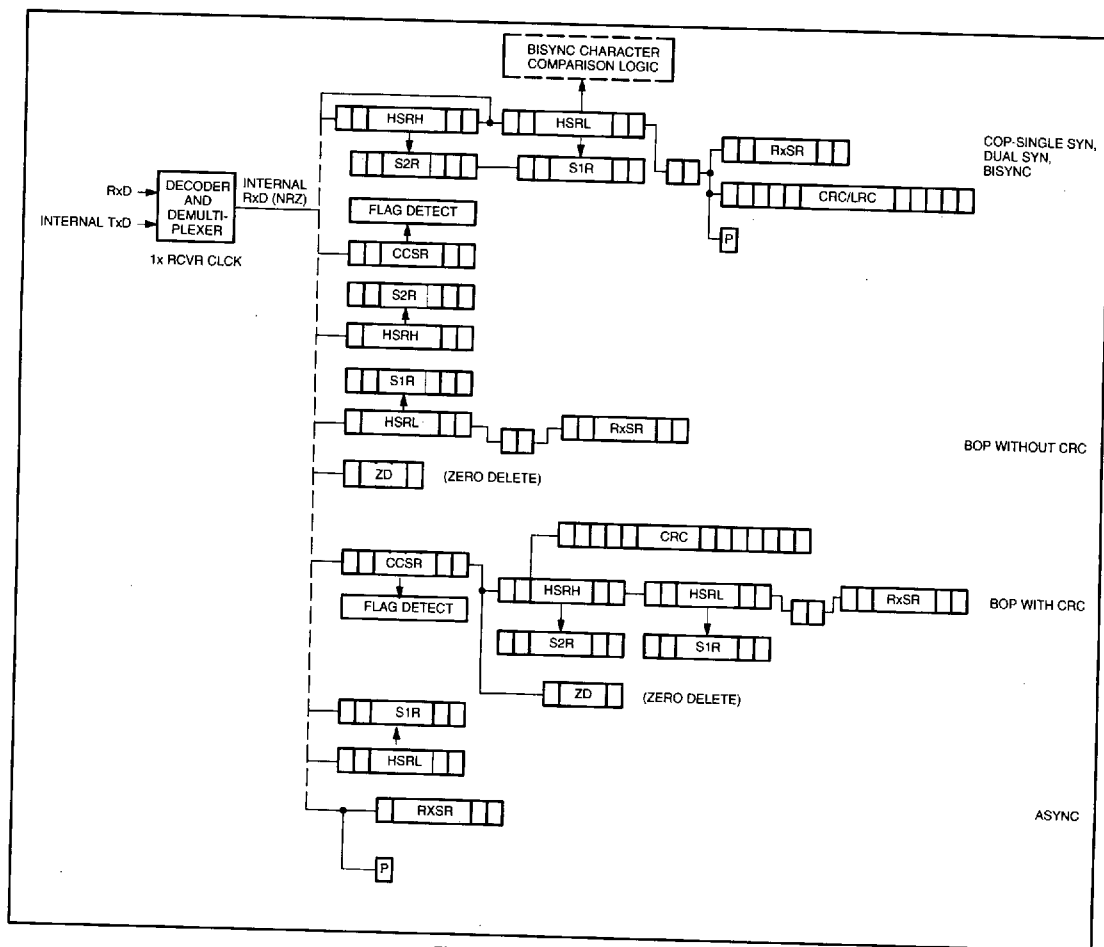 BISYNC CHARACTER
COMPARISON LOGIC
HSRH
HSRL
S2R
S1R
RxSR
CRC/LRC
P
COP-SINGLE SYN,
DUAL SYN,
BISYNC
RxD
INTERNAL TxD
DECODER
AND
DEMULTI-
PLEXER
1x RCVR CLCK
INTERNAL
RxD (NRZ)
FLAG DETECT
CCSR
S2R
HSRH
S1R
HSRL
RxSR
BOP WITHOUT CRC
ZD
(ZERO DELETE)
CRC
CCSR
HSRH
HSRL
RxSR
BOP WITH CRC
FLAG DETECT
S2R
S1R
ZD
(ZERO DELETE)
S1R
HSRL
RXSR
ASYNC
P